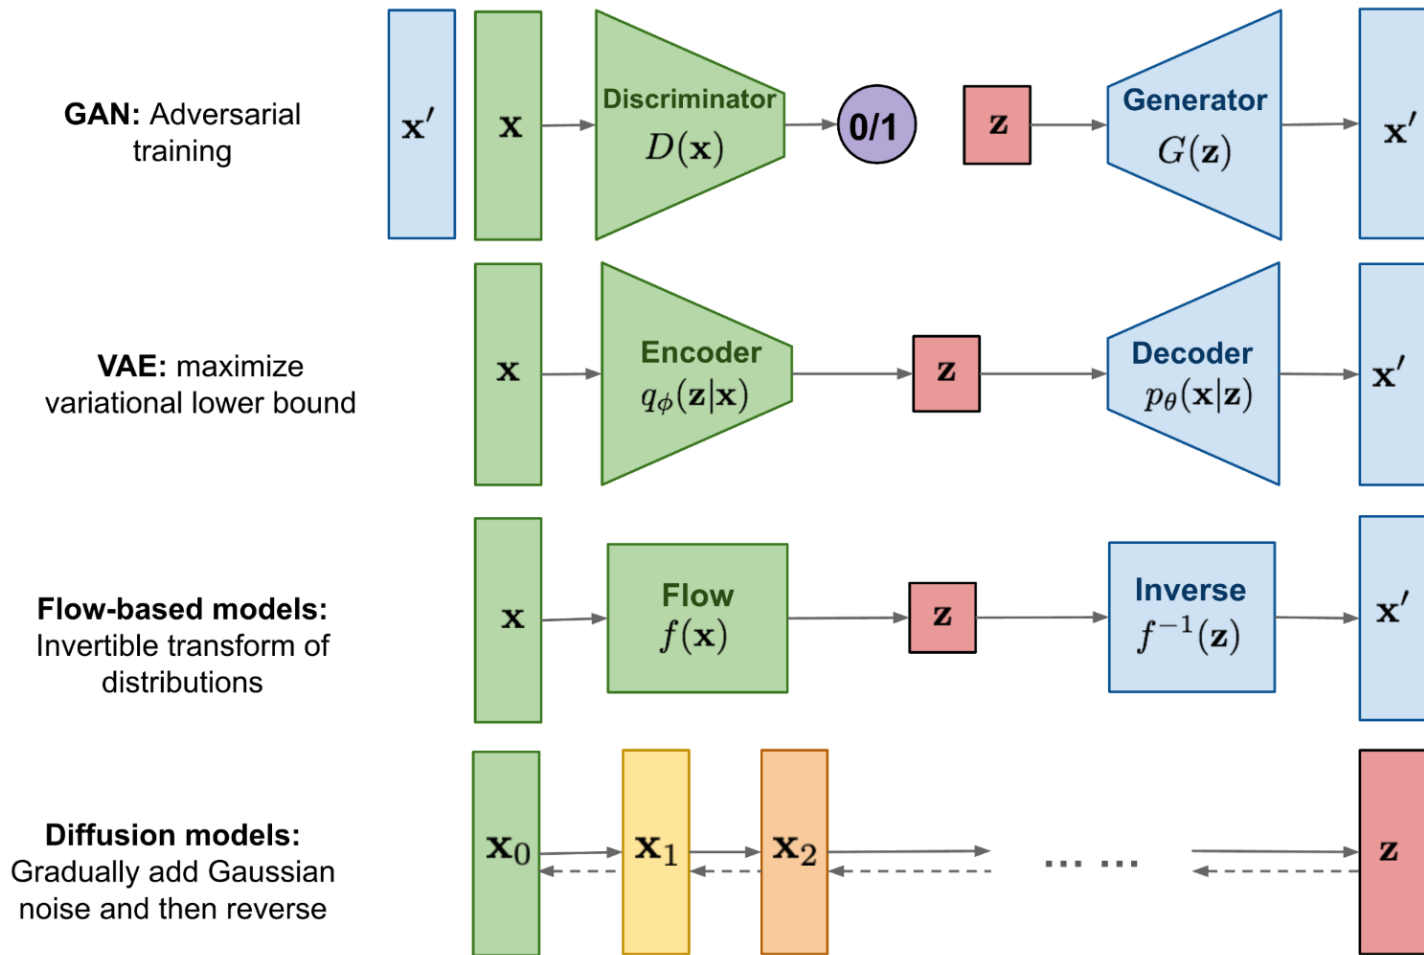 GAN: Adversarial
training
x′
x
Discriminator
D(x)
0/1
z
Generator
G(z)
x′
VAE: maximize
variational lower bound
x
Encoder
qϕ(z|x)
z
Decoder
pθ(x|z)
x′
Flow-based models:
Invertible transform of
distributions
x
Flow
f(x)
z
Inverse
f⁻¹(z)
x′
Diffusion models:
Gradually add Gaussian
noise and then reverse
x₀
x₁
x₂
... ...
z